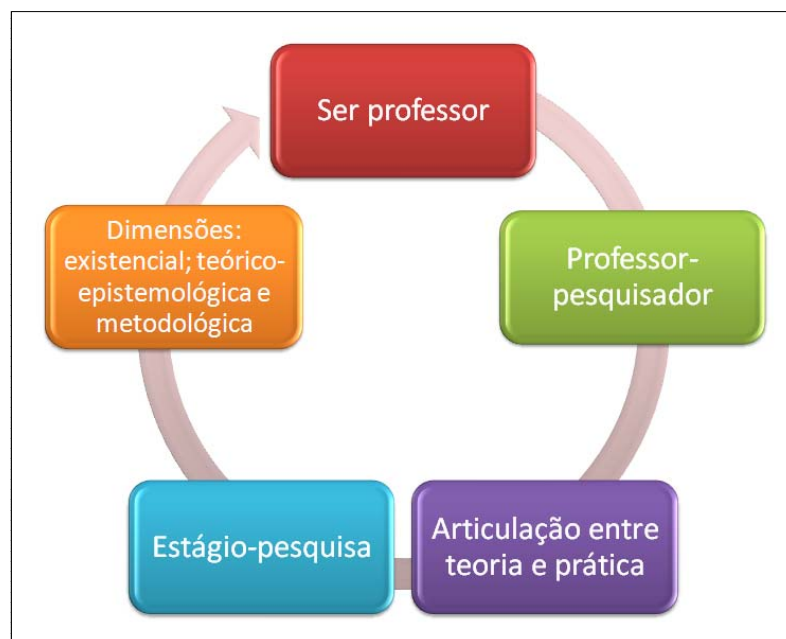 Ser professor
Professor-
pesquisador
Articulação entre
teoria e prática
Estágio-pesquisa
Dimensões:
existencial; teórico-
epistemológica e
metodológica